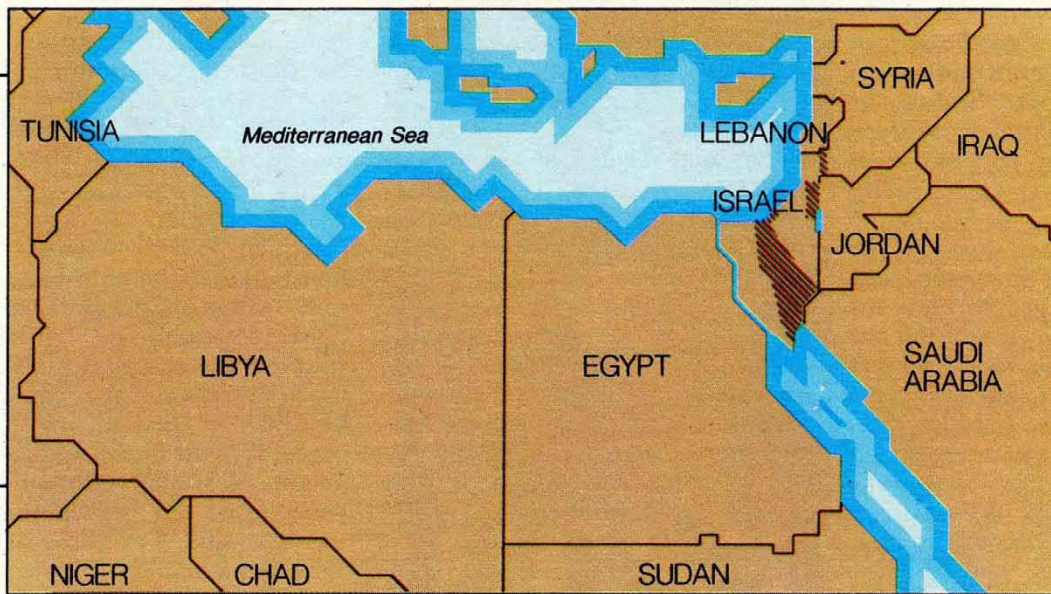 SYRIA
TUNISIA
Mediterranean Sea
LEBANON
IRAQ
ISRAEL
JORDAN
LIBYA
EGYPT
SAUDI
ARABIA
NIGER
CHAD
SUDAN